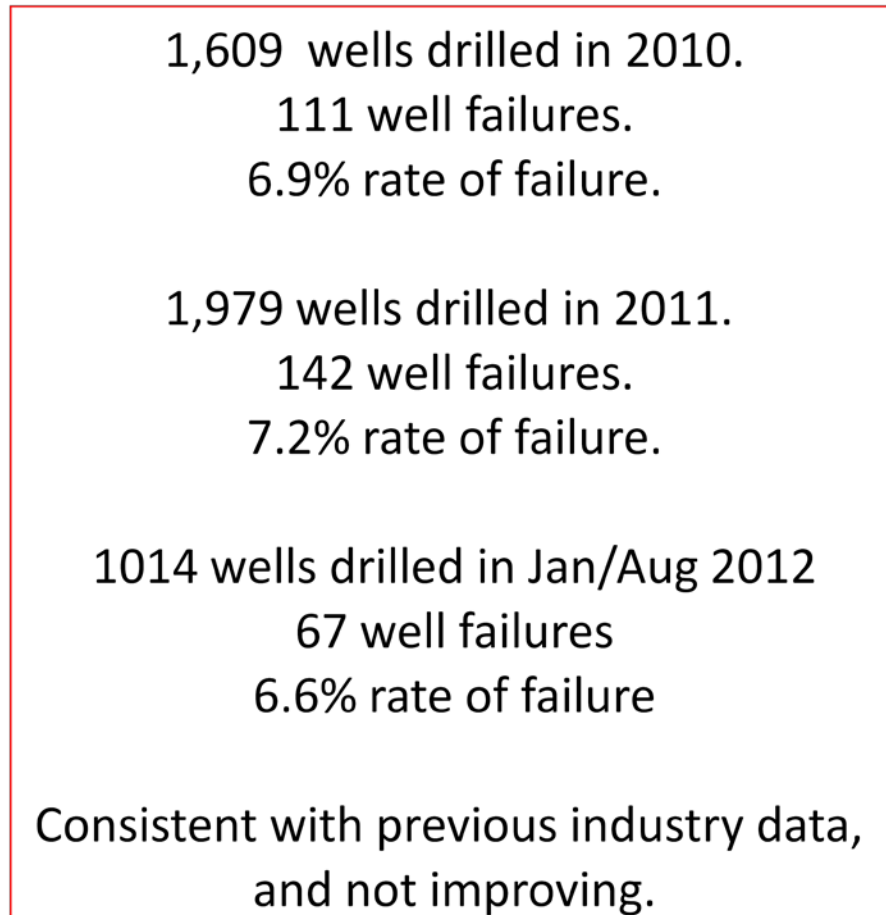 1,609 wells drilled in 2010.
111 well failures.
6.9% rate of failure.
1,979 wells drilled in 2011.
142 well failures.
7.2% rate of failure.
1014 wells drilled in Jan/Aug 2012
67 well failures
6.6% rate of failure
Consistent with previous industry data,
and not improving.